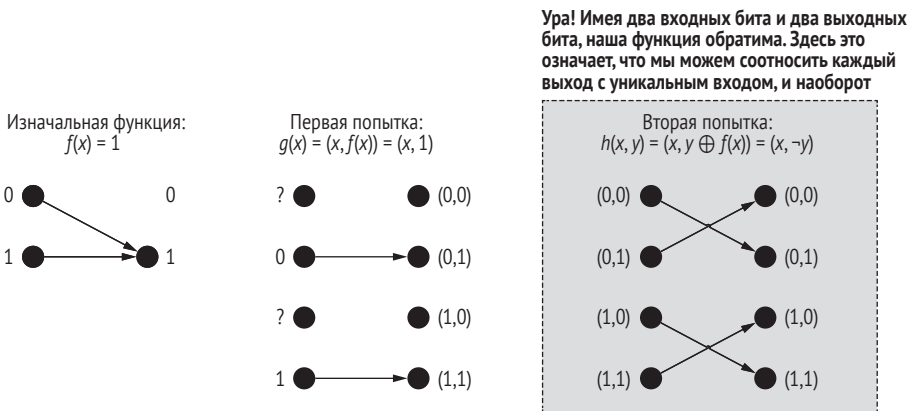 Ура! Имея два входных бита и два выходных
бита, наша функция обратима. Здесь это
означает, что мы можем соотносить каждый
выход с уникальным входом, и наоборот
Изначальная функция:
f(x) = 1
0 0
1 1
Первая попытка:
g(x) = (x, f(x)) = (x, 1)
? (0,0)
0 (0,1)
? (1,0)
1 (1,1)
Вторая попытка:
h(x, y) = (x, y ⊕ f(x)) = (x, ¬y)
(0,0) (0,0)
(0,1) (0,1)
(1,0) (1,0)
(1,1) (1,1)